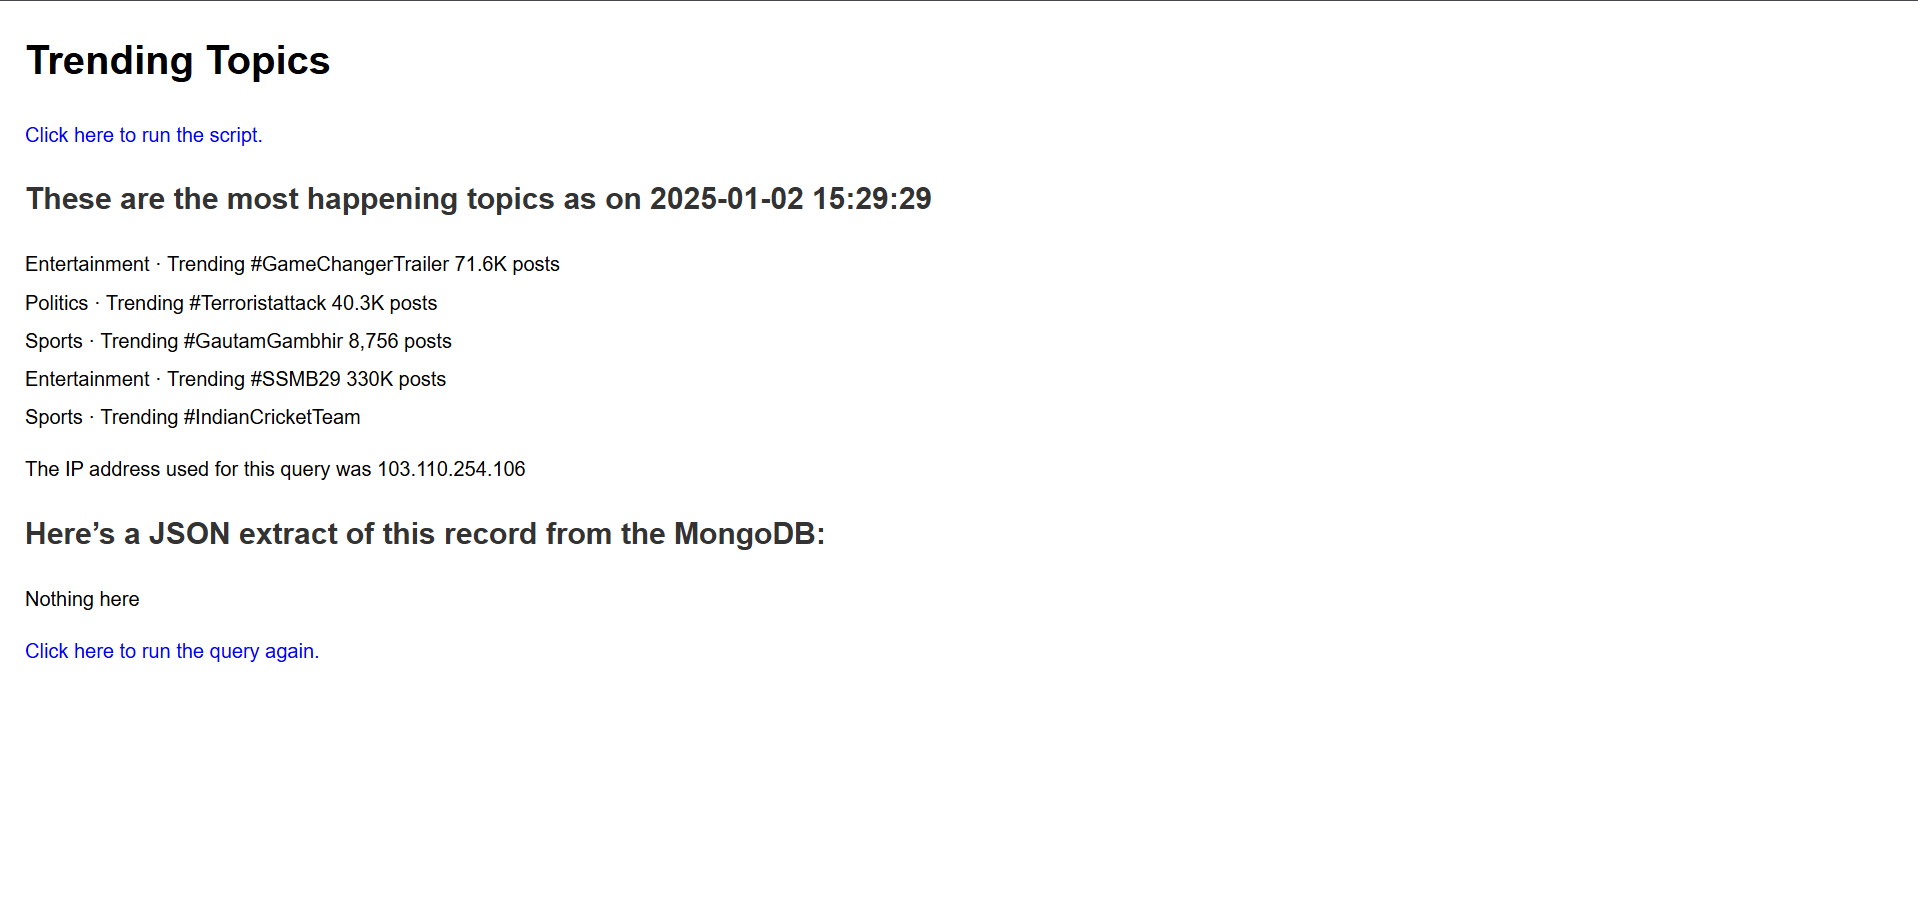 Trending Topics
Click here to run the script.
These are the most happening topics as on 2025-01-02 15:29:29
Entertainment · Trending #GameChangerTrailer 71.6K posts
Politics · Trending #Terroristattack 40.3K posts
Sports · Trending #GautamGambhir 8,756 posts
Entertainment · Trending #SSMB29 330K posts
Sports · Trending #IndianCricketTeam
The IP address used for this query was 103.110.254.106
Here’s a JSON extract of this record from the MongoDB:
Nothing here
Click here to run the query again.